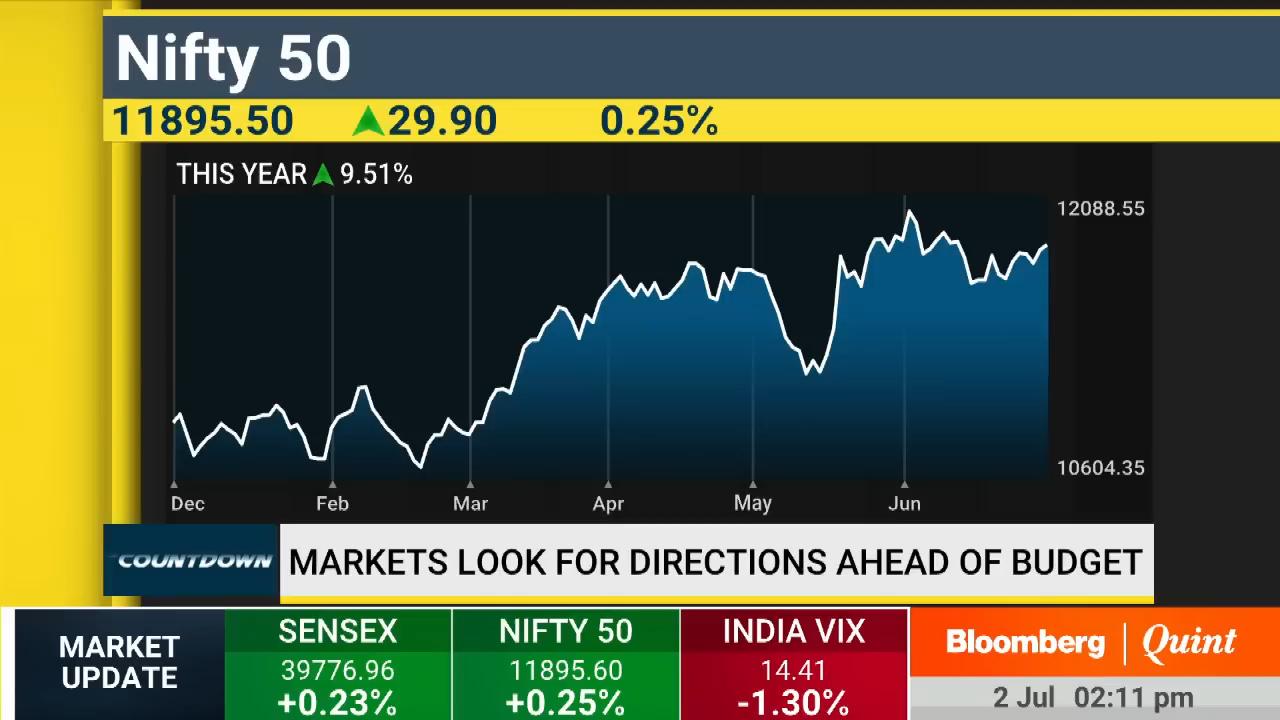 Nifty 50
11895.50 ▲29.90 0.25%
THIS YEAR ▲ 9.51%
12088.55
10604.35
Dec Feb Mar Apr May Jun
COUNTDOWN
MARKETS LOOK FOR DIRECTIONS AHEAD OF BUDGET
MARKET
UPDATE
SENSEX
39776.96
+0.23%
NIFTY 50
11895.60
+0.25%
INDIA VIX
14.41
-1.30%
Bloomberg | Quint
2 Jul 02:11 pm